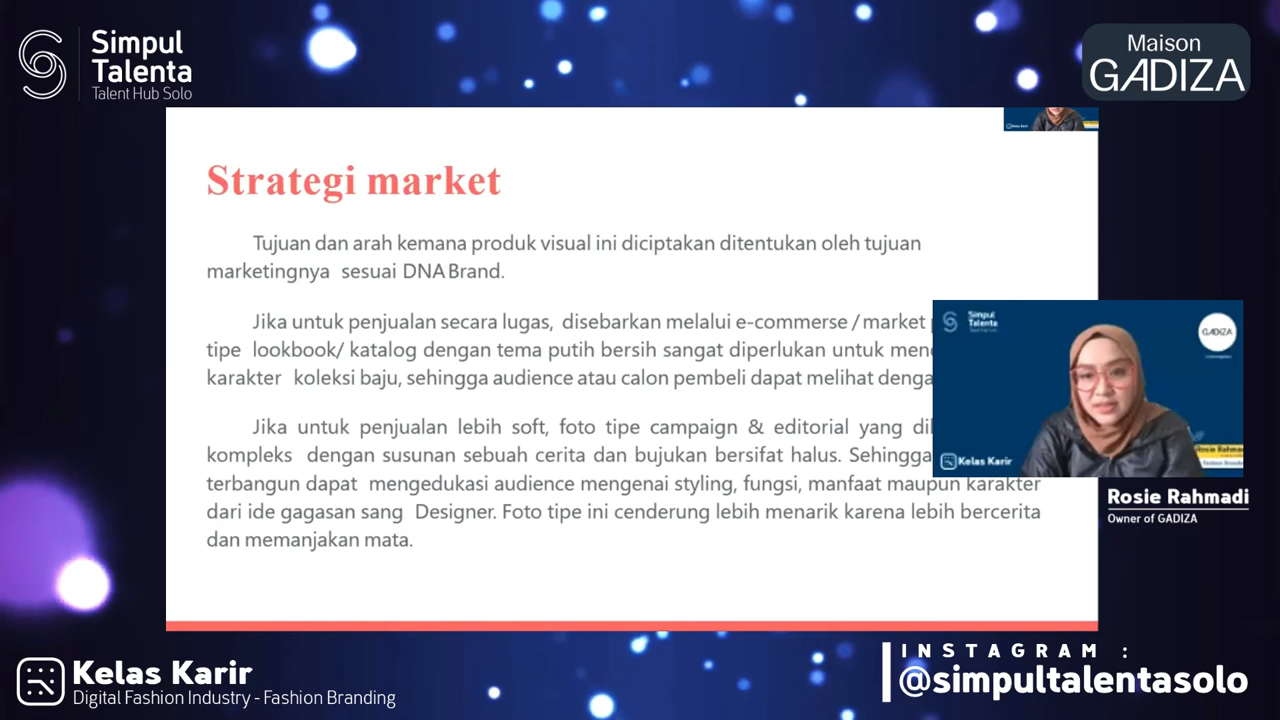 Simpul
Talenta
Talent Hub Solo
Maison
GADIZA
Strategi market
Tujuan dan arah kemana produk visual ini diciptakan ditentukan oleh tujuan
marketingnya sesuai DNA Brand.
Jika untuk penjualan secara lugas, disebarkan melalui e-commerse / market
tipe lookbook/ katalog dengan tema putih bersih sangat diperlukan untuk
karakter koleksi baju, sehingga audience atau calon pembeli dapat melihat
Jika untuk penjualan lebih soft, foto tipe campaign & editorial yang
kompleks dengan susunan sebuah cerita dan bujukan bersifat halus. Sehingga
terbangun dapat mengedukasi audience mengenai styling, fungsi, manfaat maupun karakter
dari ide gagasan sang Designer. Foto tipe ini cenderung lebih menarik karena lebih bercerita
dan memanjakan mata.
Simpul
Talenta
GADIZA
Kelas Karir
Rosie Rahmadi
Owner of GADIZA
Kelas Karir
Digital Fashion Industry - Fashion Branding
INSTAGRAM :
@simpultalentasolo